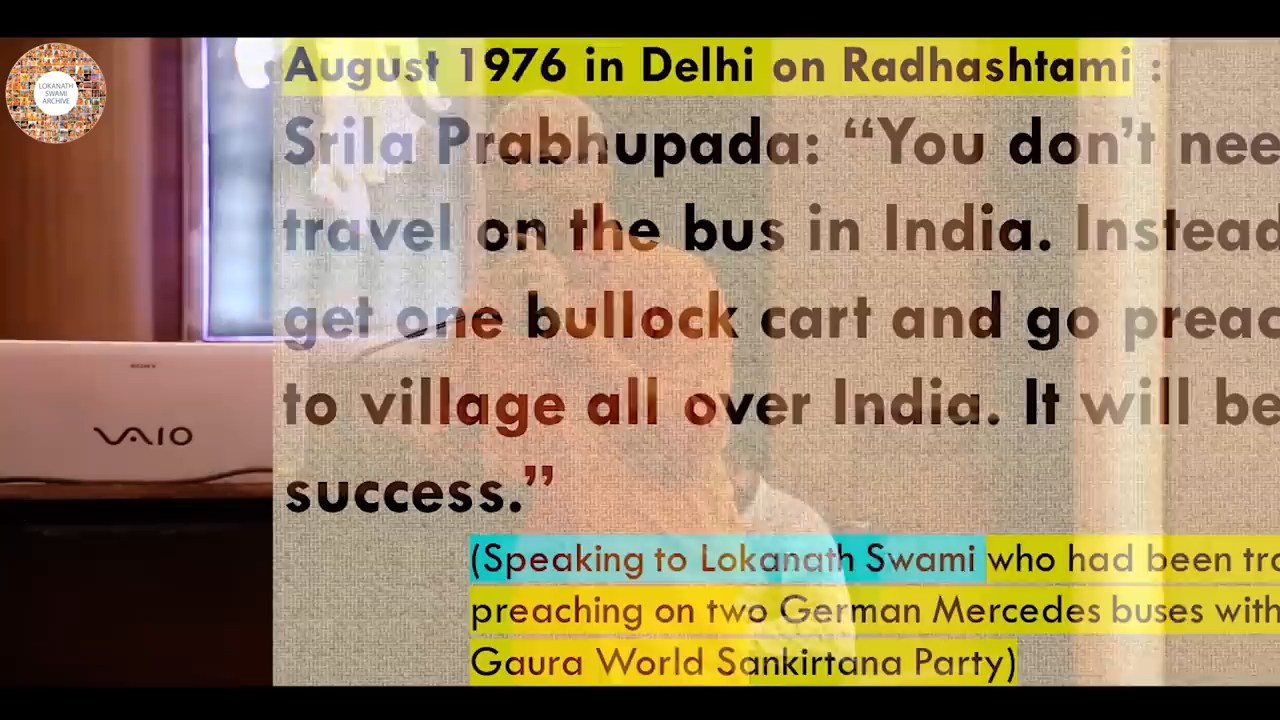 LOKANATH
SWAMI
ARCHIVE
August 1976 in Delhi on Radhashtami :
Srila Prabhupada: “You don’t nee
travel on the bus in India. Instead
get one bullock cart and go preac
to village all over India. It will be
success.”
(Speaking to Lokanath Swami who had been tra
preaching on two German Mercedes buses with
Gaura World Sankirtana Party)
SONY
VAIO